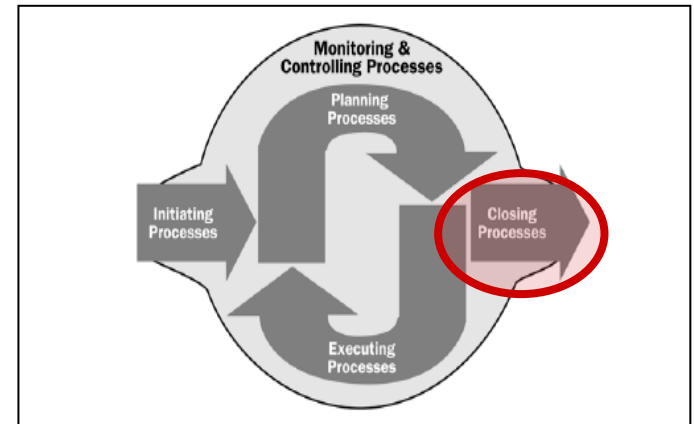 Monitoring &
Controlling Processes
Planning
Processes
Initiating
Processes
Closing
Processes
Executing
Processes